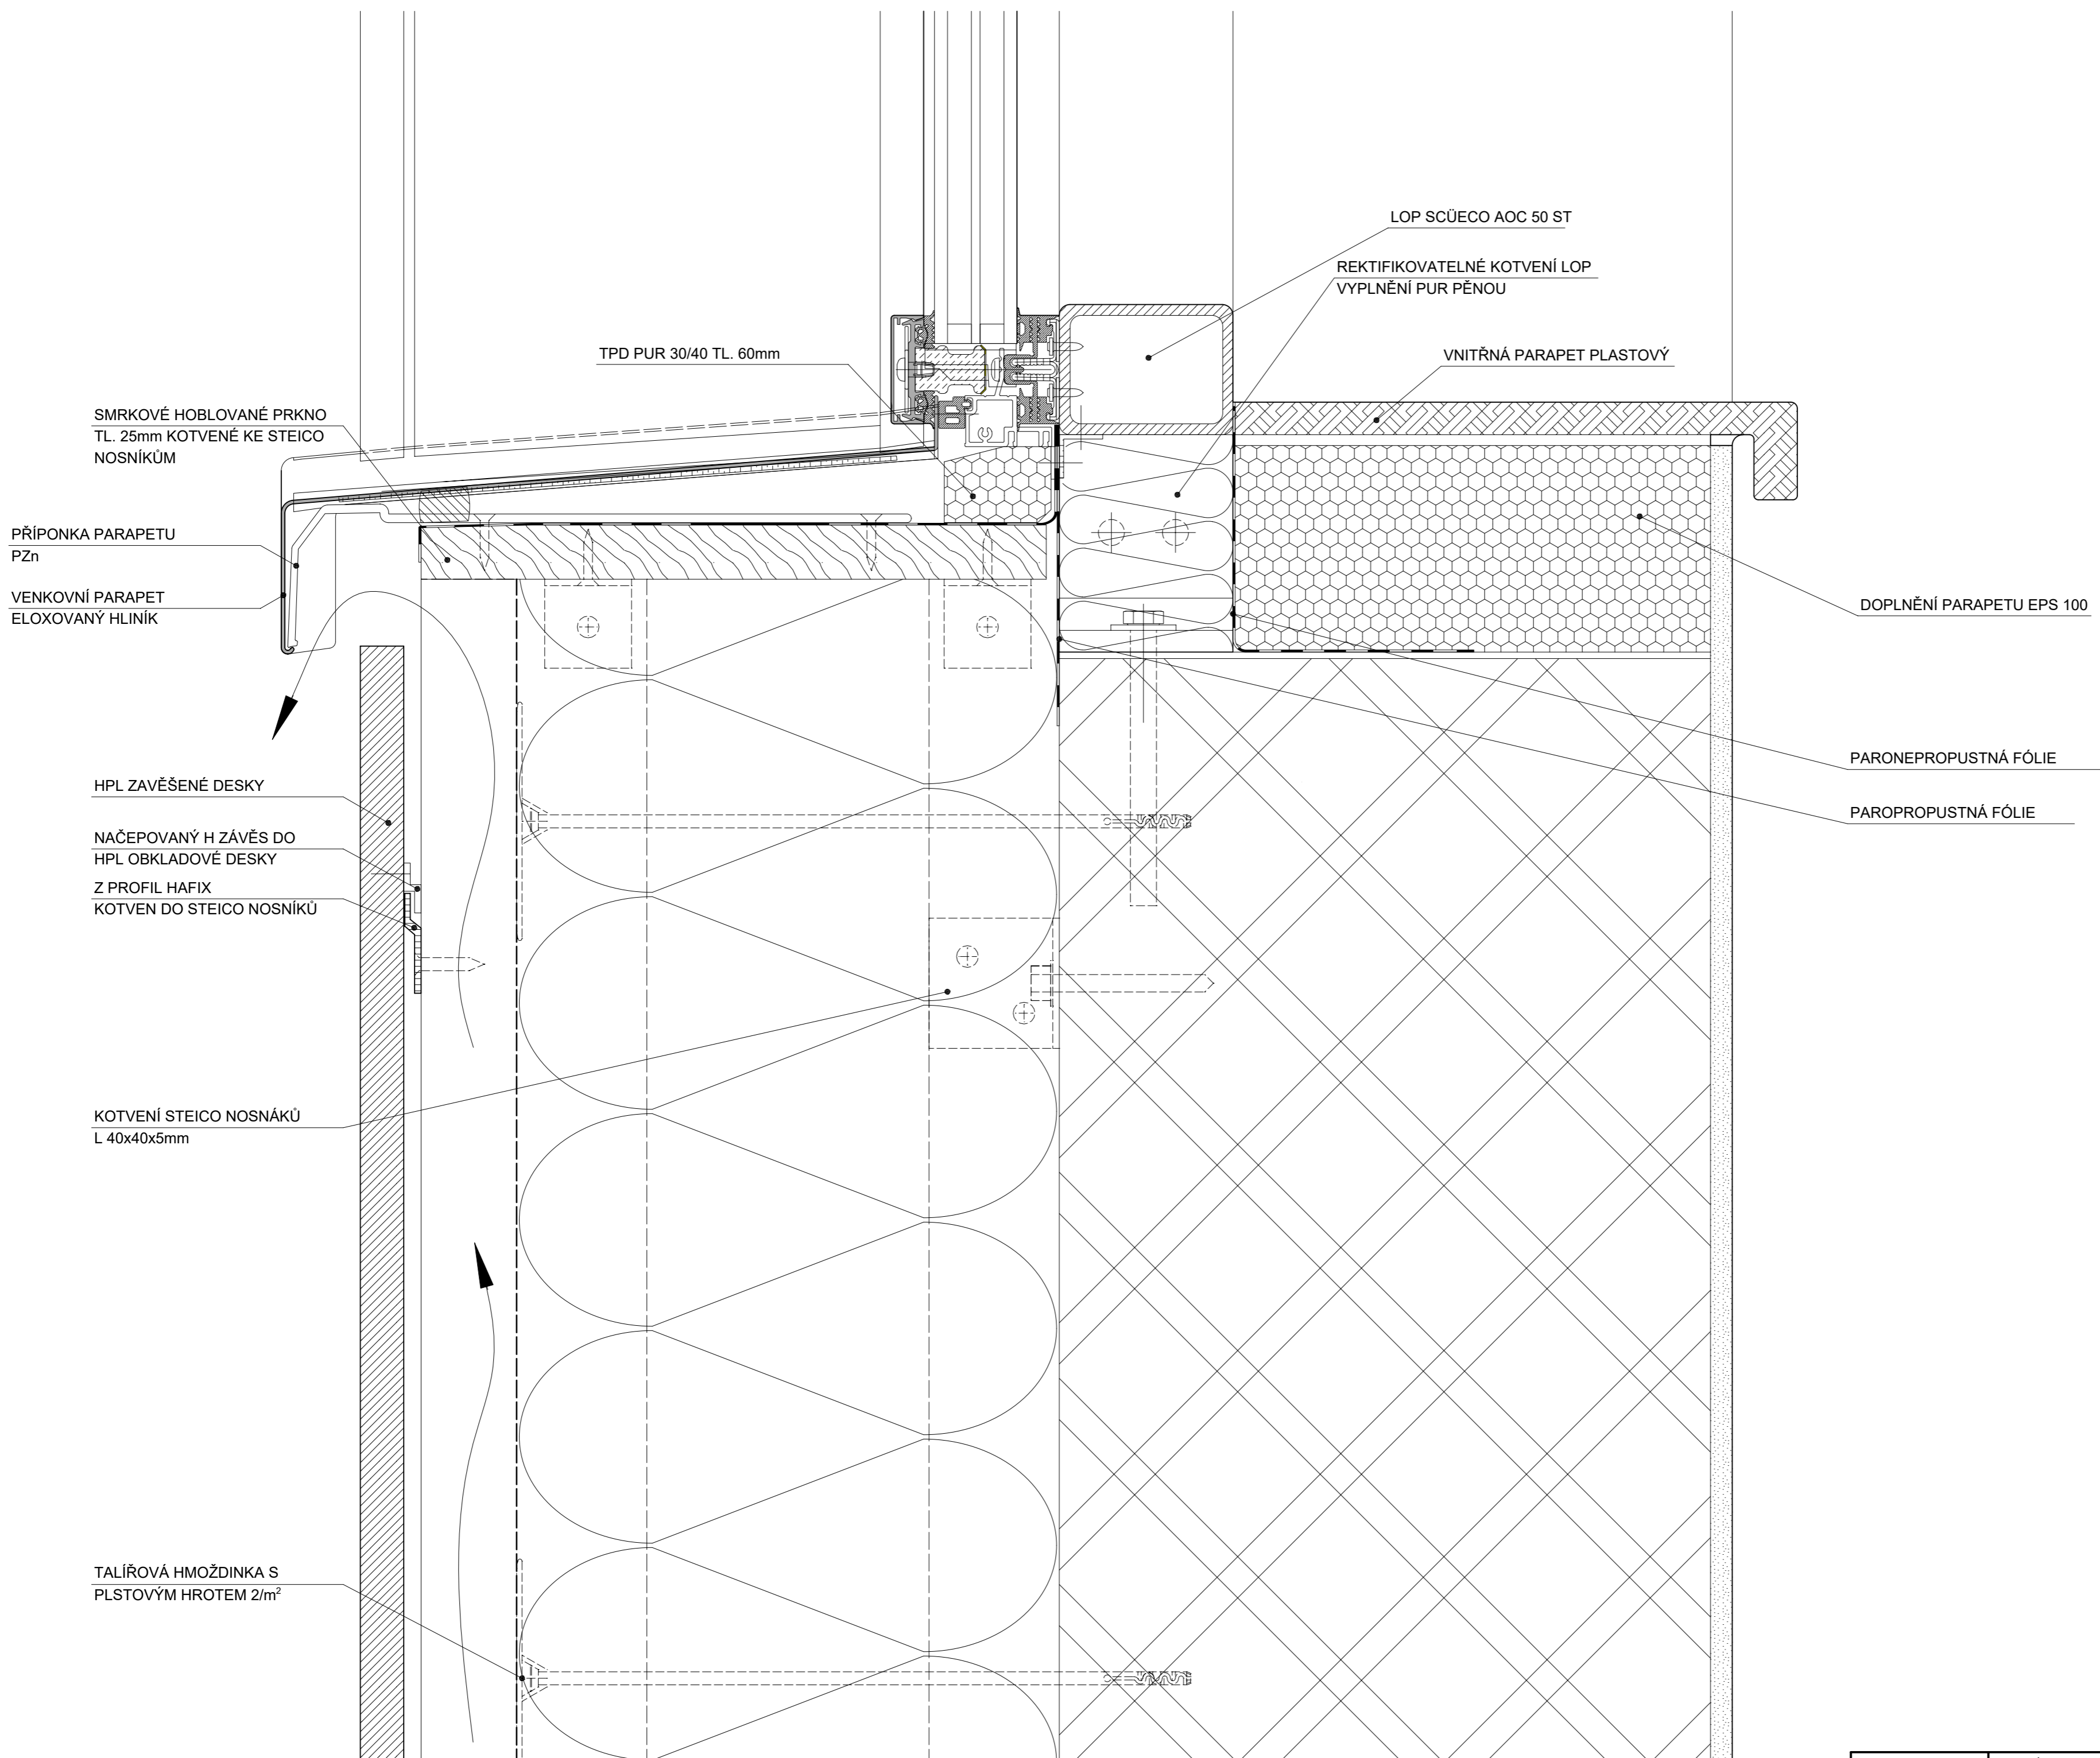 LOP SCÜECO AOC 50 ST
REKTIFIKOVATELNÉ KOTVENÍ LOP
VYPLNĚNÍ PUR PĚNOU
TPD PUR 30/40 TL. 60mm
VNITŘNÁ PARAPET PLASTOVÝ
SMRKOVÉ HOBLOVANÉ PRKNO
TL. 25mm KOTVENÉ KE STEICO
NOSNÍKŮM
PŘÍPONKA PARAPETU
PZn
VENKOVNÍ PARAPET
ELOXOVANÝ HLINÍK
DOPLNĚNÍ PARAPETU EPS 100
PARONEPROPUSTNÁ FÓLIE
PAROPROPUSTNÁ FÓLIE
HPL ZAVĚŠENÉ DESKY
NAČEPOVANÝ H ZÁVĚS DO
HPL OBKLADOVÉ DESKY
Z PROFIL HAFIX
KOTVEN DO STEICO NOSNÍKŮ
KOTVENÍ STEICO NOSNÁKŮ
L 40x40x5mm
TALÍŘOVÁ HMOŽDINKA S
PLSTOVÝM HROTEM 2/m²